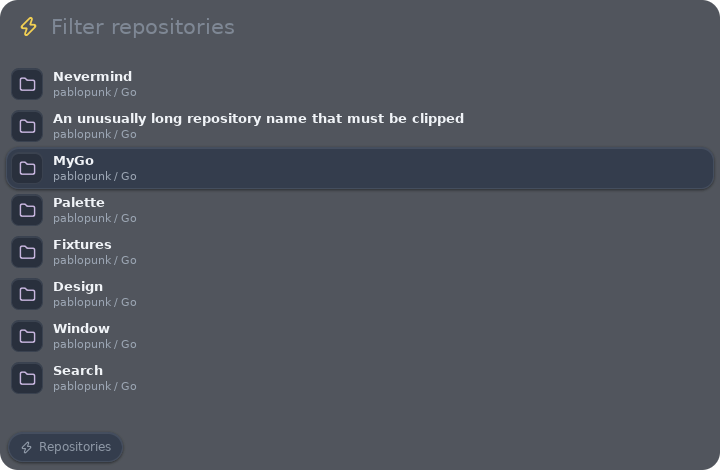 Filter repositories
Nevermind
pablopunk / Go
An unusually long repository name that must be clipped
pablopunk / Go
MyGo
pablopunk / Go
Palette
pablopunk / Go
Fixtures
pablopunk / Go
Design
pablopunk / Go
Window
pablopunk / Go
Search
pablopunk / Go
Repositories